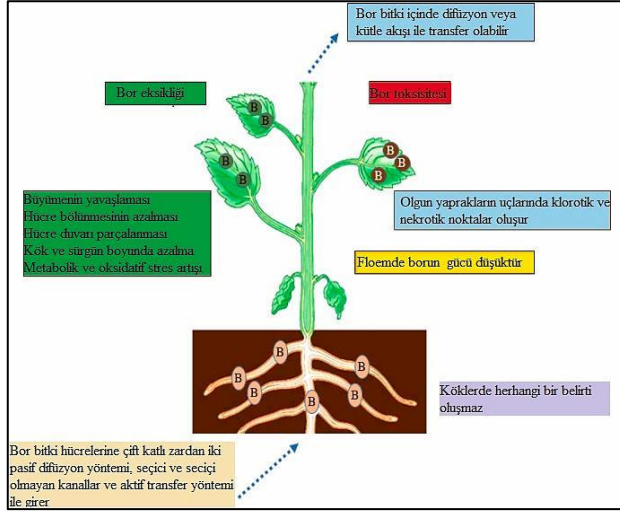 Bor bitki içinde difüzyon veya
kütle akışı ile transfer olabilir
Bor eksikliği
Bor toksisitesi
B
B
B
B
B
B
B
Büyümenin yavaşlaması
Hücre bölünmesinin azalması
Hücre duvarı parçalanması
Kök ve sürgün boyunda azalma
Metabolik ve oksidatif stres artışı
Olgun yaprakların uçlarında klorotik ve
nekrotik noktalar oluşur
Floemde borun gücü düşüktür
B
B
B
B
B
B
Köklerde herhangi bir belirti
oluşmaz
Bor bitki hücrelerine çift katlı zardan iki
pasif difüzyon yöntemi, seçici ve seciçi
olmayan kanallar ve aktif transfer yöntemi
ile girer